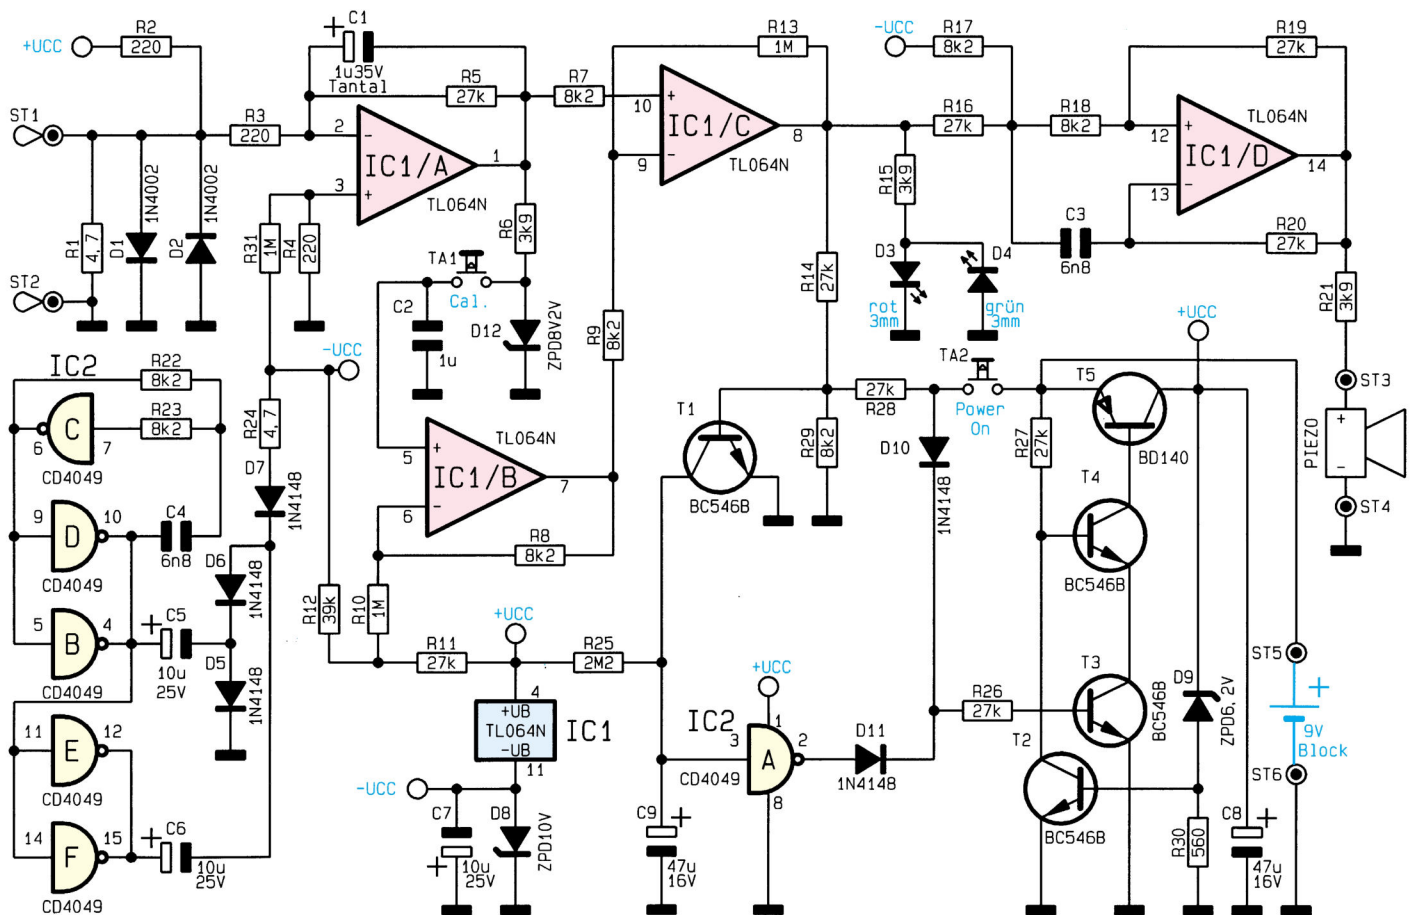 +UCC
R2
220
C1
+
1u35V
Tantal
R5
27k
R7
8k2
R13
1M
-UCC
R17
8k2
R19
27k
ST1
R3
220
2
-
IC1/A
1
3
+
TL064N
10
+
IC1/C
8
9
-
TL064N
R16
27k
R18
8k2
TL064N
12
+
IC1/D
14
13
-
R1
4,7
D1
1N4002
D2
1N4002
R31
1M
R4
220
ST2
R6
3k9
TA1
Cal.
C2
1u
D12
ZPD8V2V
R9
8k2
R14
27k
R15
3k9
D3
rot
3mm
D4
grün
3mm
C3
6n8
R20
27k
R21
3k9
-UCC
IC2
R22
8k2
R23
8k2
C
6
7
CD4049
R24
4,7
D7
1N4148
9
D
10
CD4049
C4
6n8
D6
1N4148
5
B
4
CD4049
+
C5
10u
25V
D5
1N4148
11
E
12
CD4049
14
F
15
CD4049
+
C6
10u
25V
TL064N
5
+
IC1/B
7
6
-
R8
8k2
R12
39k
R10
1M
R11
27k
+UCC
R25
2M2
4
+UB
TL064N
-UB
IC1
11
-UCC
C7
+
10u
25V
D8
ZPD10V
T1
BC546B
R29
8k2
27k
R28
TA2
Power
On
D10
1N4148
+UCC
T5
BD140
R27
27k
T4
BC546B
ST3
PIEZO
+
-
ST4
+UCC
IC2
1
3
A
2
CD4049
8
D11
1N4148
R26
27k
T3
BC546B
T2
BC546B
D9
ZPD6,2V
ST5
+
9V
Block
ST6
C9
+
47u
16V
R30
560
C8
+
47u
16V